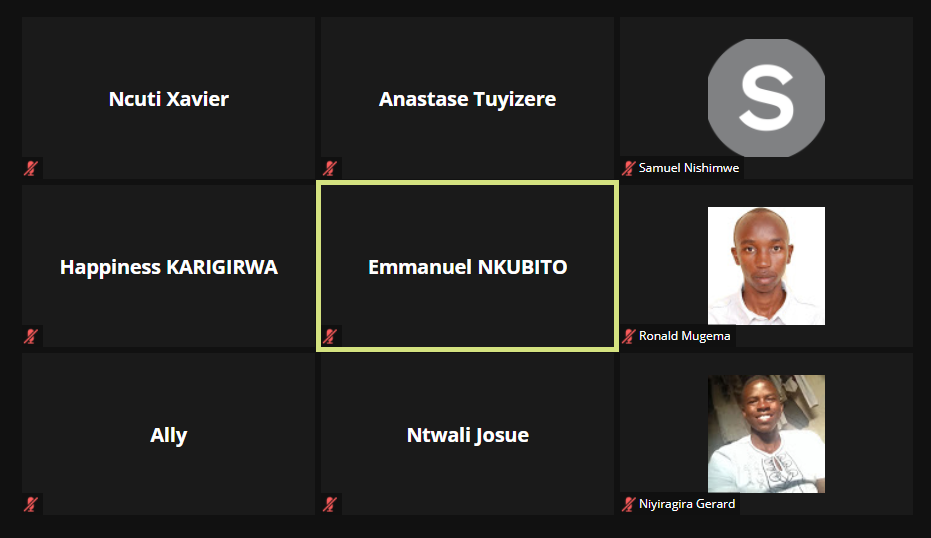 Ncuti Xavier
Anastase Tuyizere
S
Samuel Nishimwe
Happiness KARIGIRWA
Emmanuel NKUBITO
Ronald Mugema
Ally
Ntwali Josue
Niyiragira Gerard